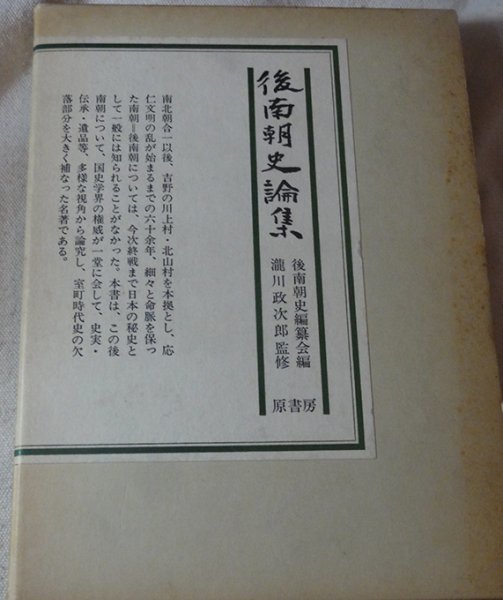 後南朝史論集
後南朝史編纂会編
瀧川政次郎監修
原書房
南北朝合一以後、吉野の川上村・北山村を本拠とし、応
仁文明の乱が始まるまでの六十余年、細々と命脈を保っ
た南朝＝後南朝については、今次終戦まで日本の秘史と
して一般には知られることがなかった。本書は、この後
南朝について、国史学界の権威が一堂に会して、史実・
伝承・遺品等、多様な視角から論究し、室町時代史の欠
落部分を大きく補なった名著である。